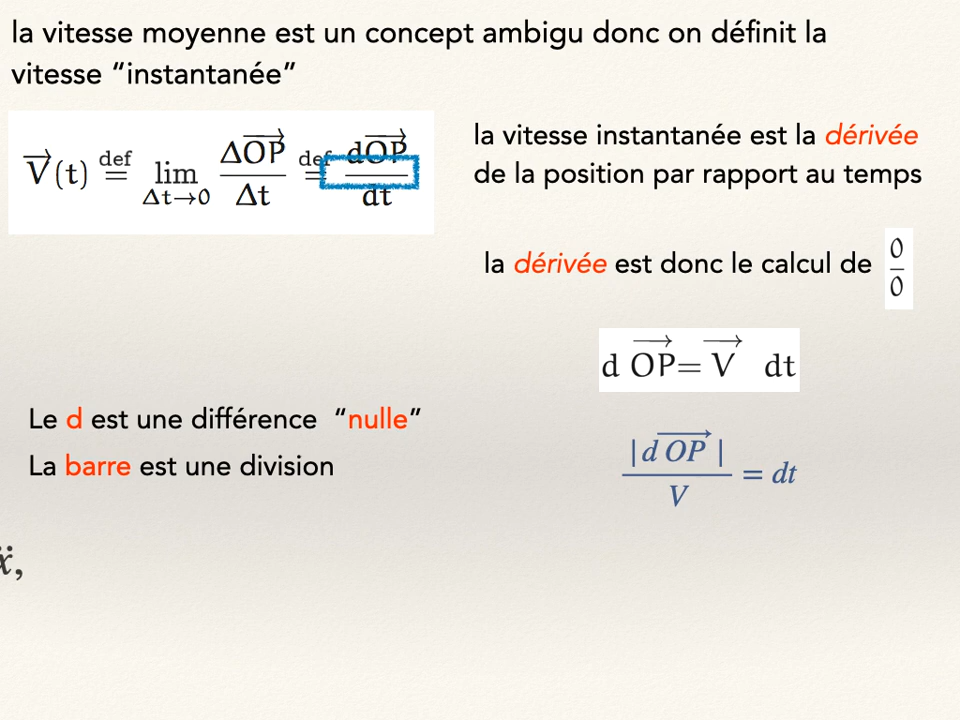 la vitesse moyenne est un concept ambigu donc on définit la
vitesse “instantanée”
V⃗(t) def= lim Δt→0 ΔOP⃗/Δt def= dOP⃗/dt
la vitesse instantanée est la dérivée
de la position par rapport au temps
la dérivée est donc le calcul de 0/0
d OP⃗= V⃗ dt
Le d est une différence “nulle”
La barre est une division
|d OP⃗ |/V = dt
ẍ,